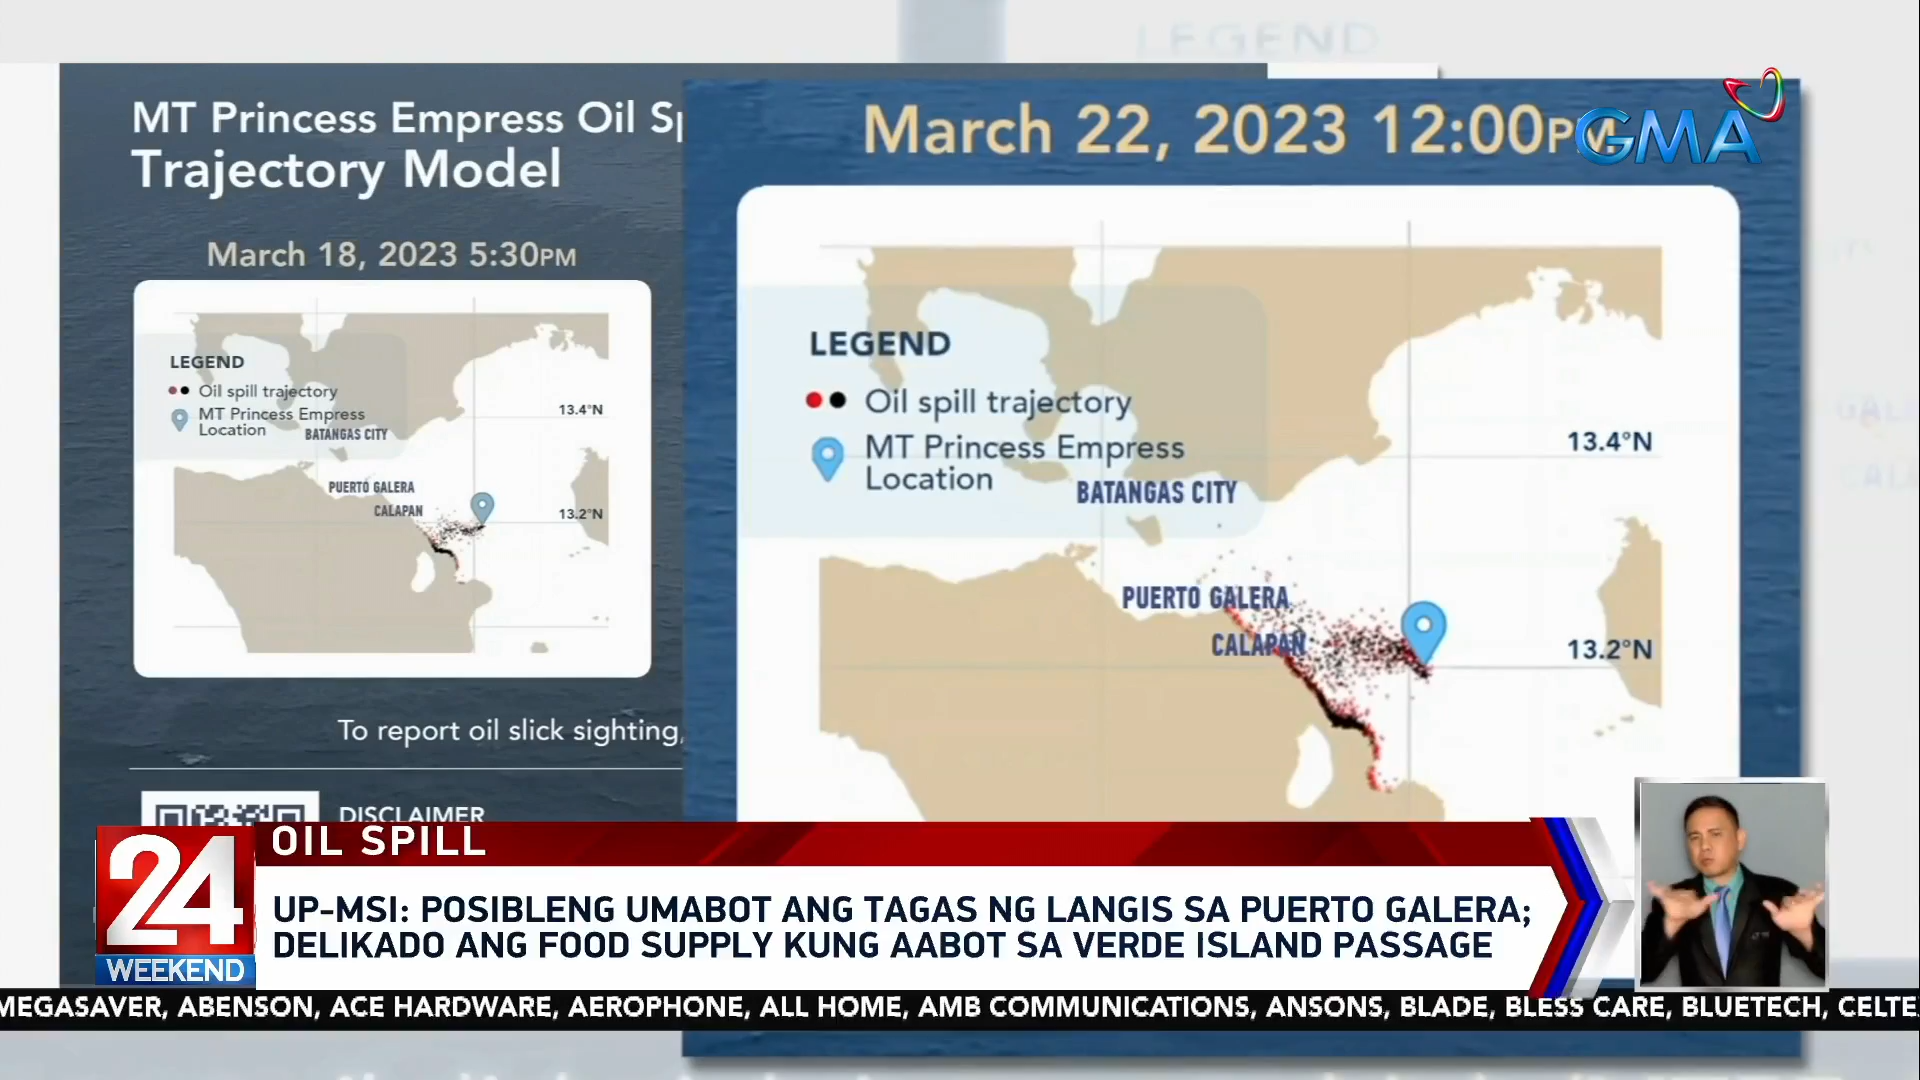 LEGEND
MT Princess Empress Oil Sp
Trajectory Model
March 18, 2023 5:30PM
LEGEND
Oil spill trajectory
MT Princess Empress
Location
BATANGAS CITY
13.4°N
PUERTO GALERA
CALAPAN
13.2°N
To report oil slick sighting,
DISCLAIMER
March 22, 2023 12:00PM
GMA
LEGEND
Oil spill trajectory
MT Princess Empress
Location
BATANGAS CITY
13.4°N
PUERTO GALERA
CALAPAN
13.2°N
24
WEEKEND
OIL SPILL
UP-MSI: POSIBLENG UMABOT ANG TAGAS NG LANGIS SA PUERTO GALERA;
DELIKADO ANG FOOD SUPPLY KUNG AABOT SA VERDE ISLAND PASSAGE
MEGASAVER, ABENSON, ACE HARDWARE, AEROPHONE, ALL HOME, AMB COMMUNICATIONS, ANSONS, BLADE, BLESS CARE, BLUETECH, CELTE